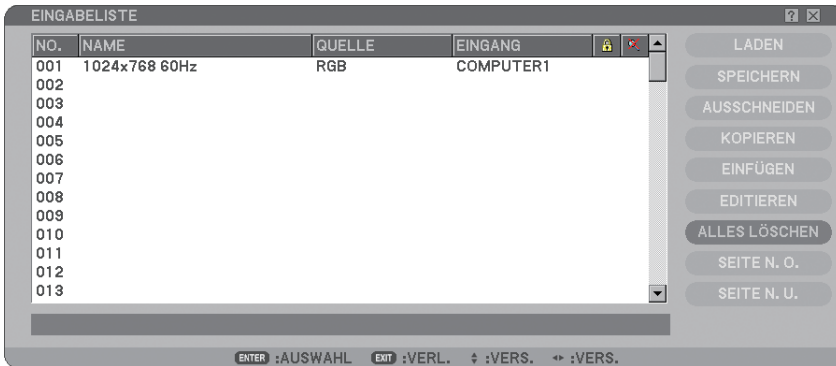 EINGABELISTE
NO. NAME QUELLE EINGANG
001 1024x768 60Hz RGB COMPUTER1
002
003
004
005
006
007
008
009
010
011
012
013
LADEN
SPEICHERN
AUSSCHNEIDEN
KOPIEREN
EINFÜGEN
EDITIEREN
ALLES LÖSCHEN
SEITE N. O.
SEITE N. U.
ENTER :AUSWAHL EXIT :VERL. :VERS. :VERS.